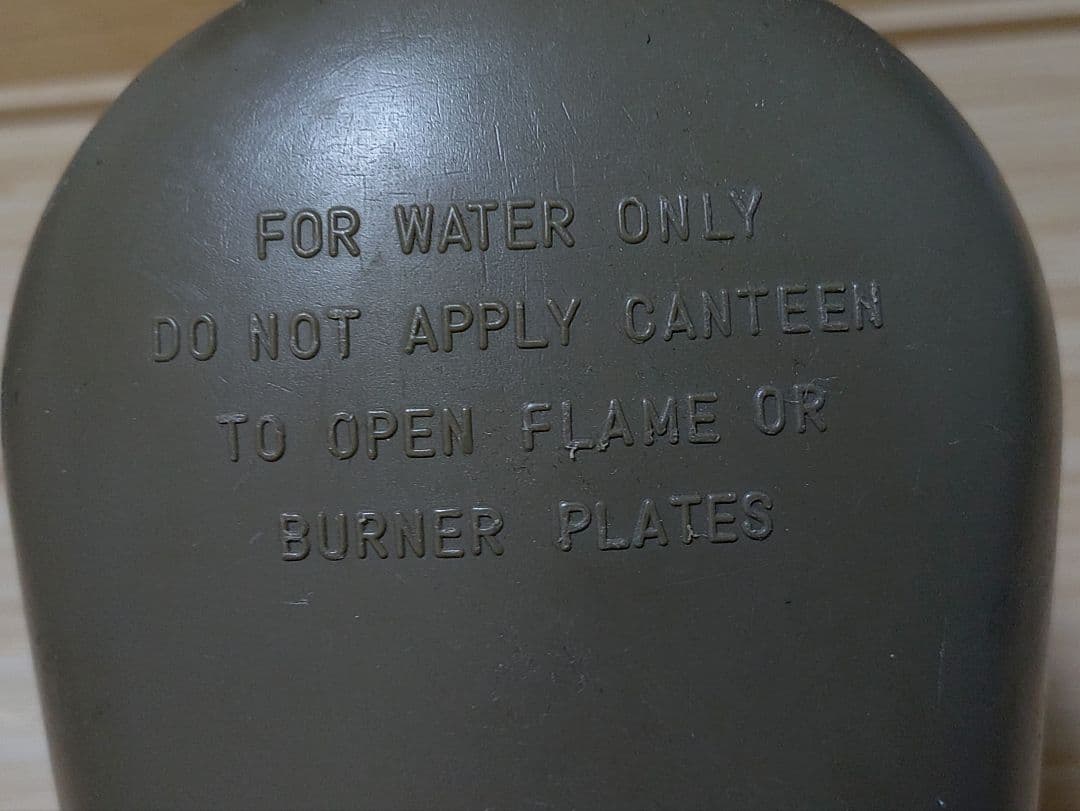 FOR WATER ONLY
DO NOT APPLY CANTEEN
TO OPEN FLAME OR
BURNER PLATES